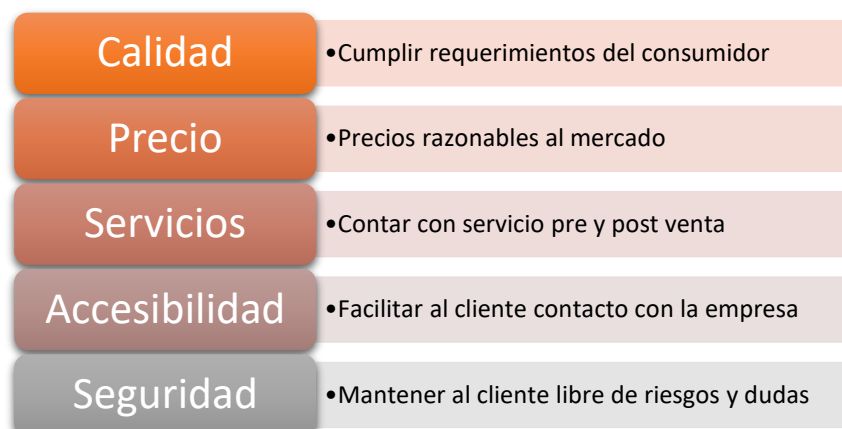 Calidad
•Cumplir requerimientos del consumidor
Precio
•Precios razonables al mercado
Servicios
•Contar con servicio pre y post venta
Accesibilidad
•Facilitar al cliente contacto con la empresa
Seguridad
•Mantener al cliente libre de riesgos y dudas